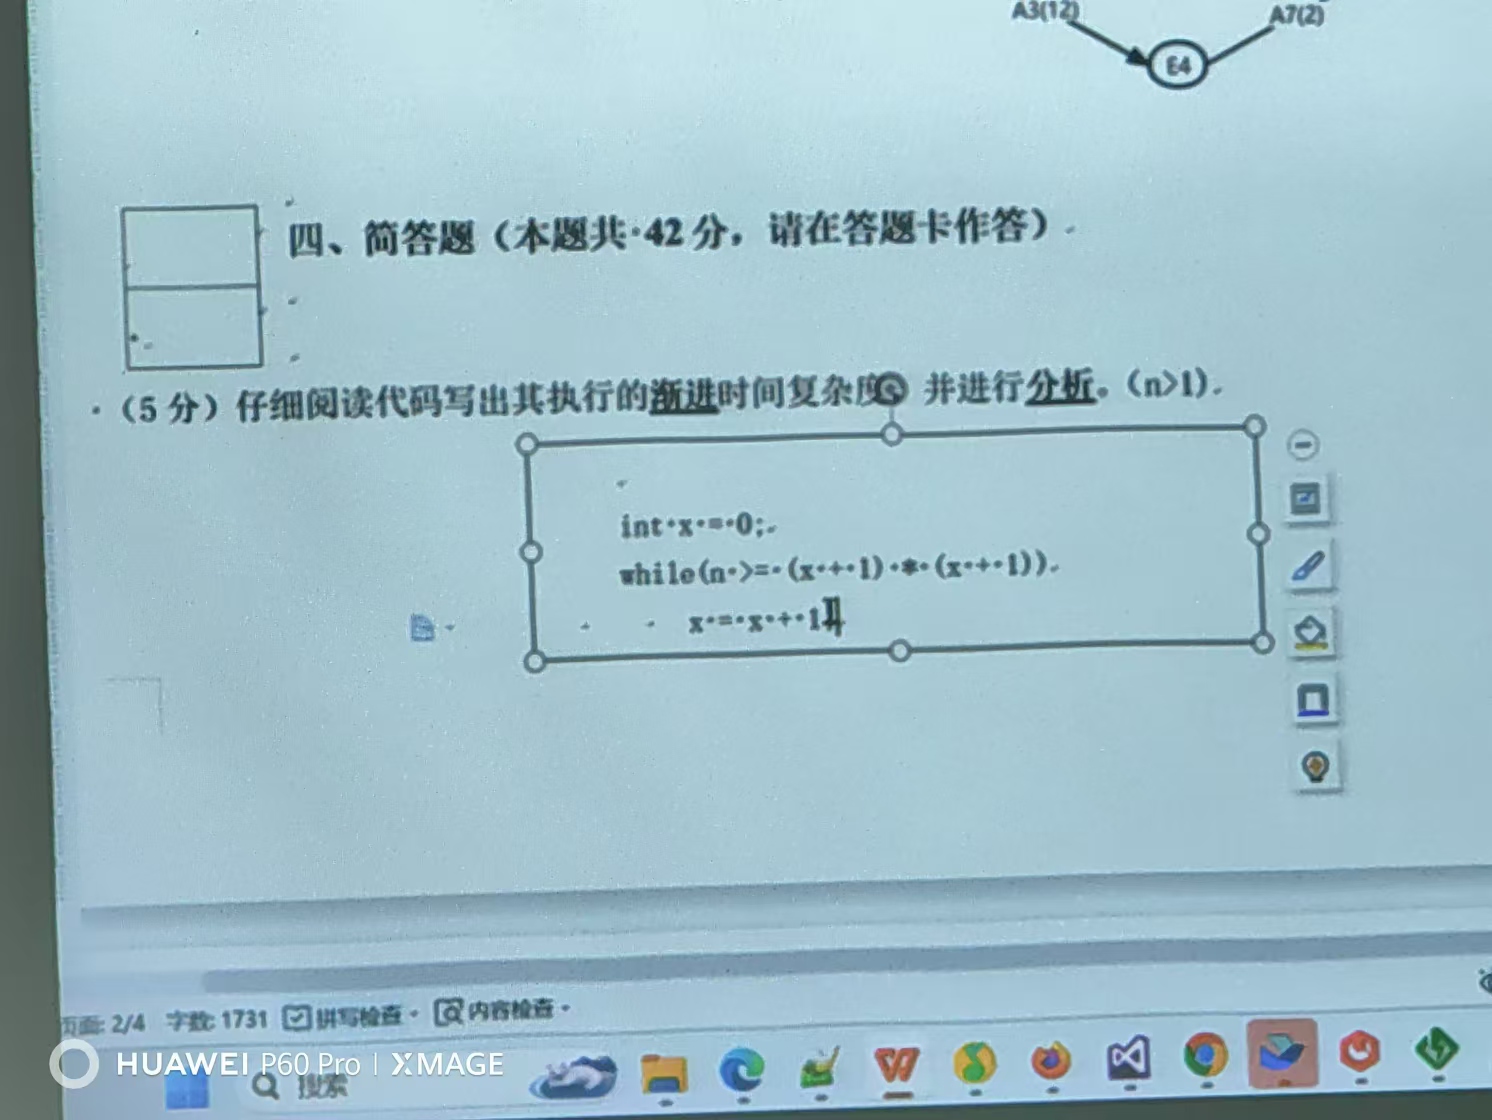 A3(12)
A7(2)
E4
四、简答题（本题共·42 分，请在答题卡作答）
·（5 分）仔细阅读代码写出其执行的渐进时间复杂度 并进行分析。(n>1)
int·x·=·0;
while(n·>=·(x·+·1)·*·(x·+·1))
x·=·x·+·1
页面: 2/4 字数: 1731 拼写检查 内容检查
HUAWEI P60 Pro | XMAGE
搜索